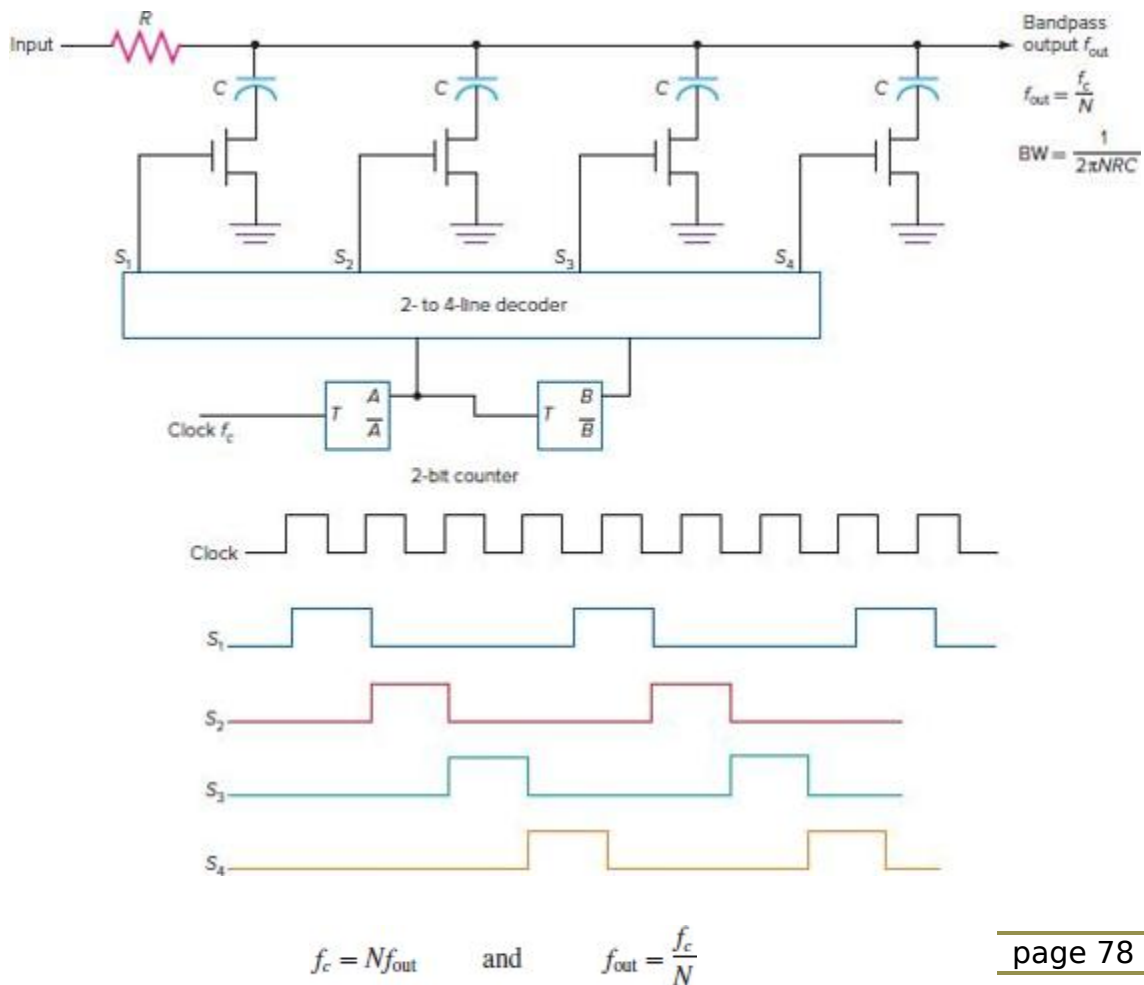 R
Input
Bandpass
output f_out
C C C C
f_out = f_c/N
BW = 1/2πNRC
S₁ S₂ S₃ S₄
2- to 4-line decoder
A B
T T
A̅ B̅
Clock f_c
2-bit counter
Clock
S₁
S₂
S₃
S₄
f_c = Nf_out and f_out = f_c/N
page 78